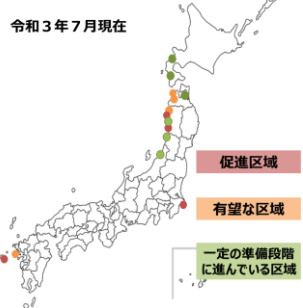 令和３年７月現在
促進区域
有望な区域
一定の準備段階
に進んでいる区域